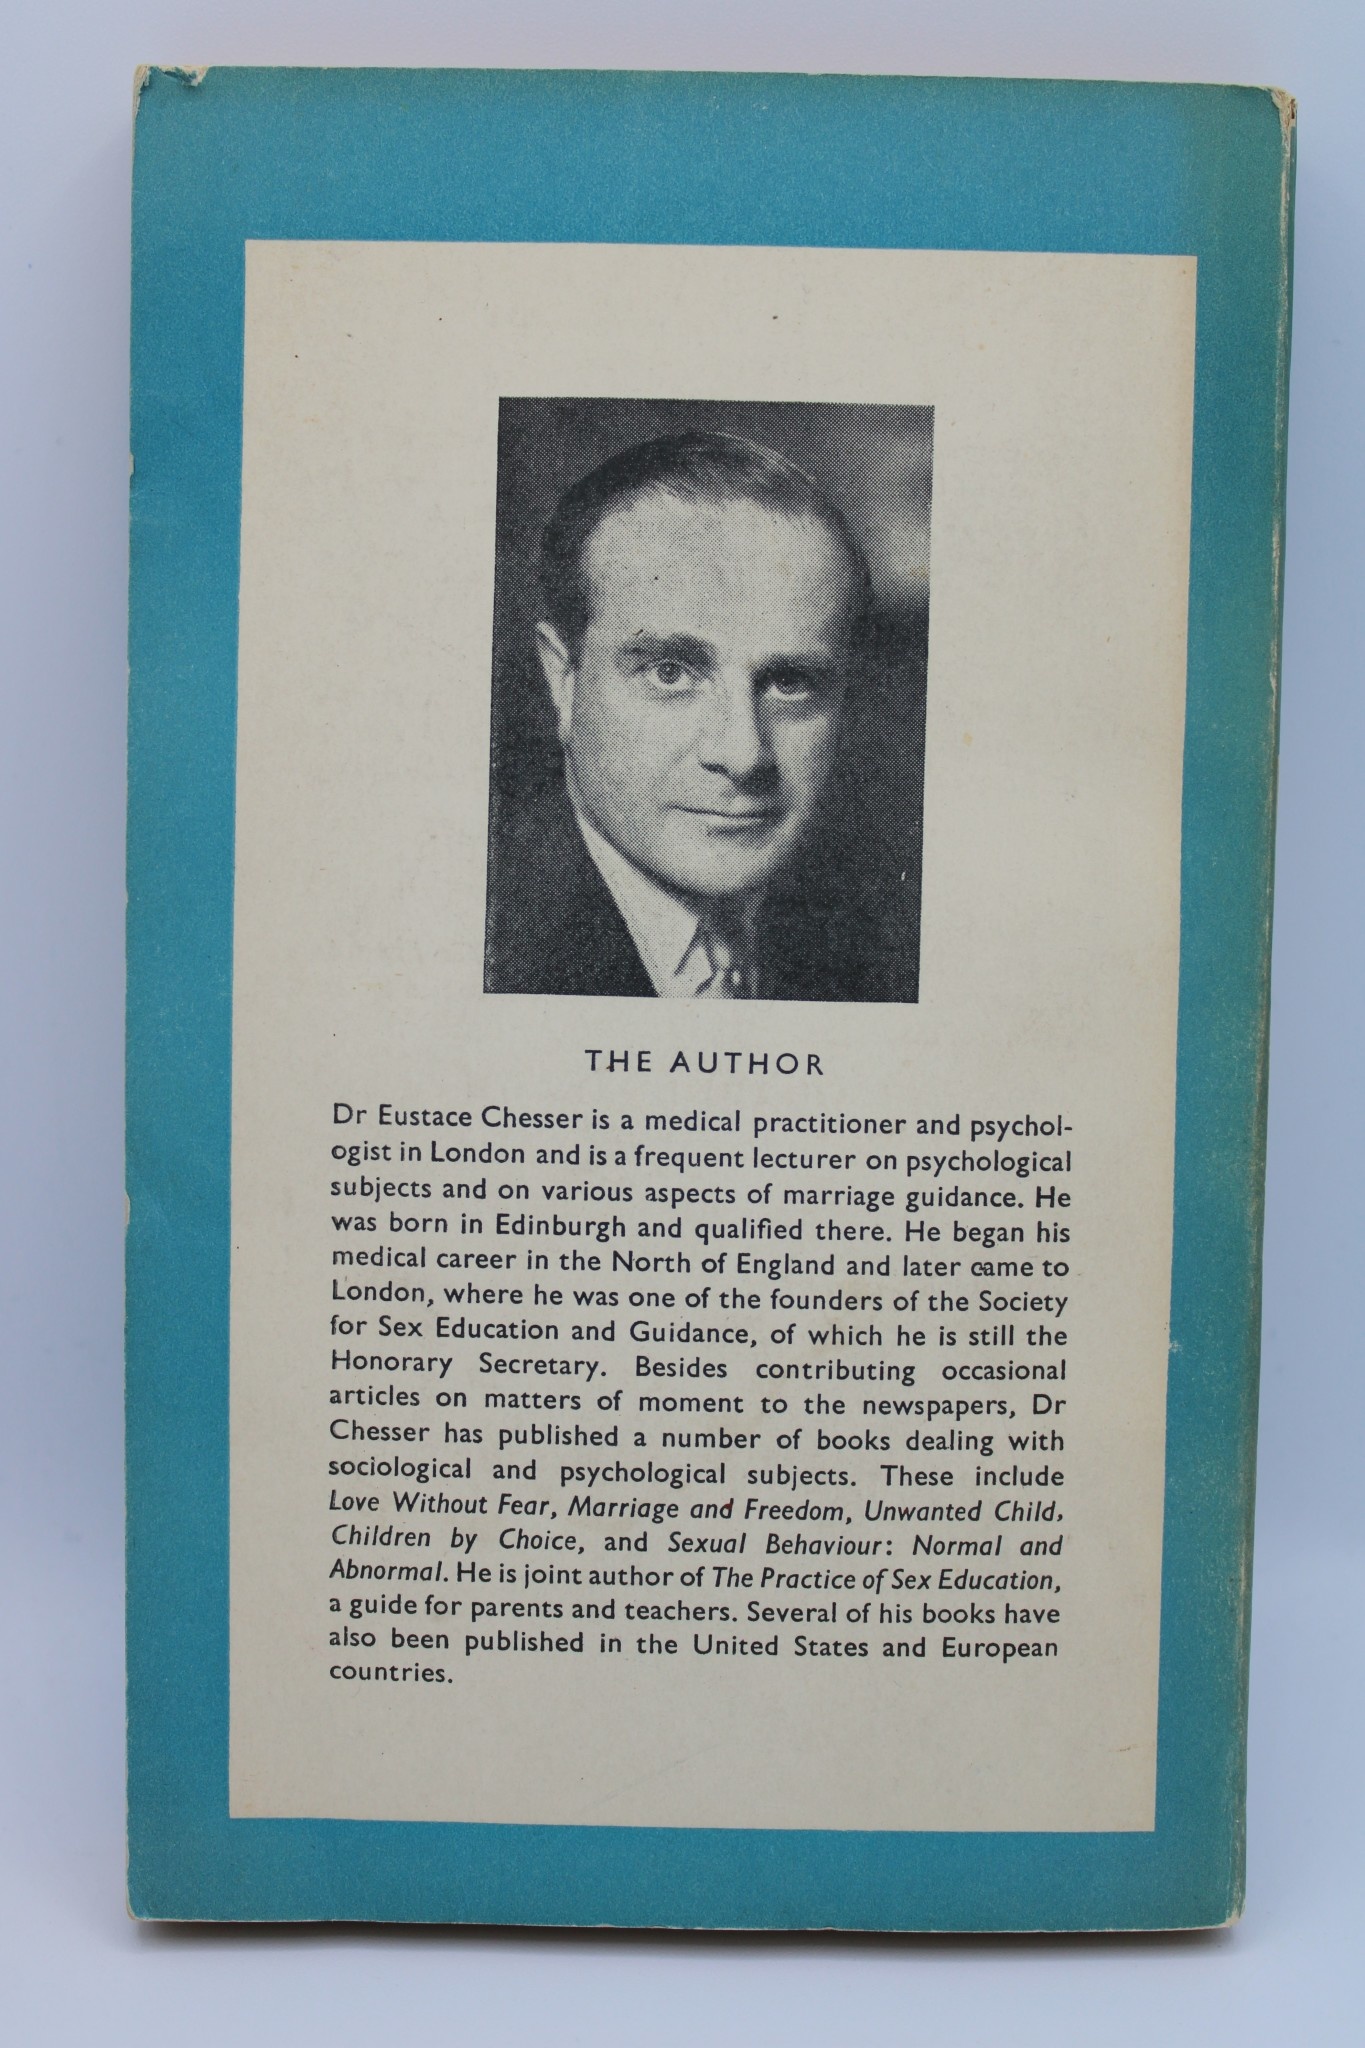 THE AUTHOR
Dr Eustace Chesser is a medical practitioner and psychol-
ogist in London and is a frequent lecturer on psychological
subjects and on various aspects of marriage guidance. He
was born in Edinburgh and qualified there. He began his
medical career in the North of England and later came to
London, where he was one of the founders of the Society
for Sex Education and Guidance, of which he is still the
Honorary Secretary. Besides contributing occasional
articles on matters of moment to the newspapers, Dr
Chesser has published a number of books dealing with
sociological and psychological subjects. These include
Love Without Fear, Marriage and Freedom, Unwanted Child,
Children by Choice, and Sexual Behaviour: Normal and
Abnormal. He is joint author of The Practice of Sex Education,
a guide for parents and teachers. Several of his books have
also been published in the United States and European
countries.